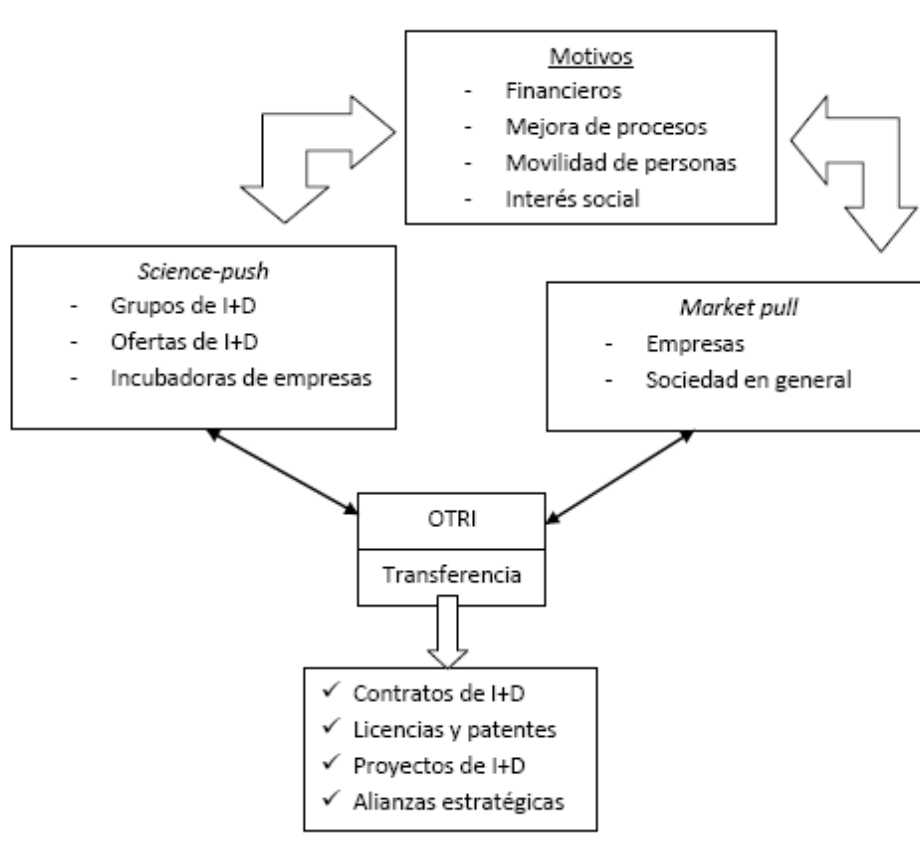 Motivos
- Financieros
- Mejora de procesos
- Movilidad de personas
- Interés social
Science-push
- Grupos de I+D
- Ofertas de I+D
- Incubadoras de empresas
Market pull
- Empresas
- Sociedad en general
OTRI
Transferencia
✓ Contratos de I+D
✓ Licencias y patentes
✓ Proyectos de I+D
✓ Alianzas estratégicas